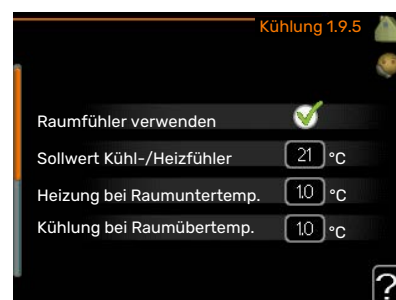 Kühlung 1.9.5
Raumfühler verwenden
Sollwert Kühl-/Heizfühler 21 °C
Heizung bei Raumuntertemp. 1.0 °C
Kühlung bei Raumübertemp. 1.0 °C
?